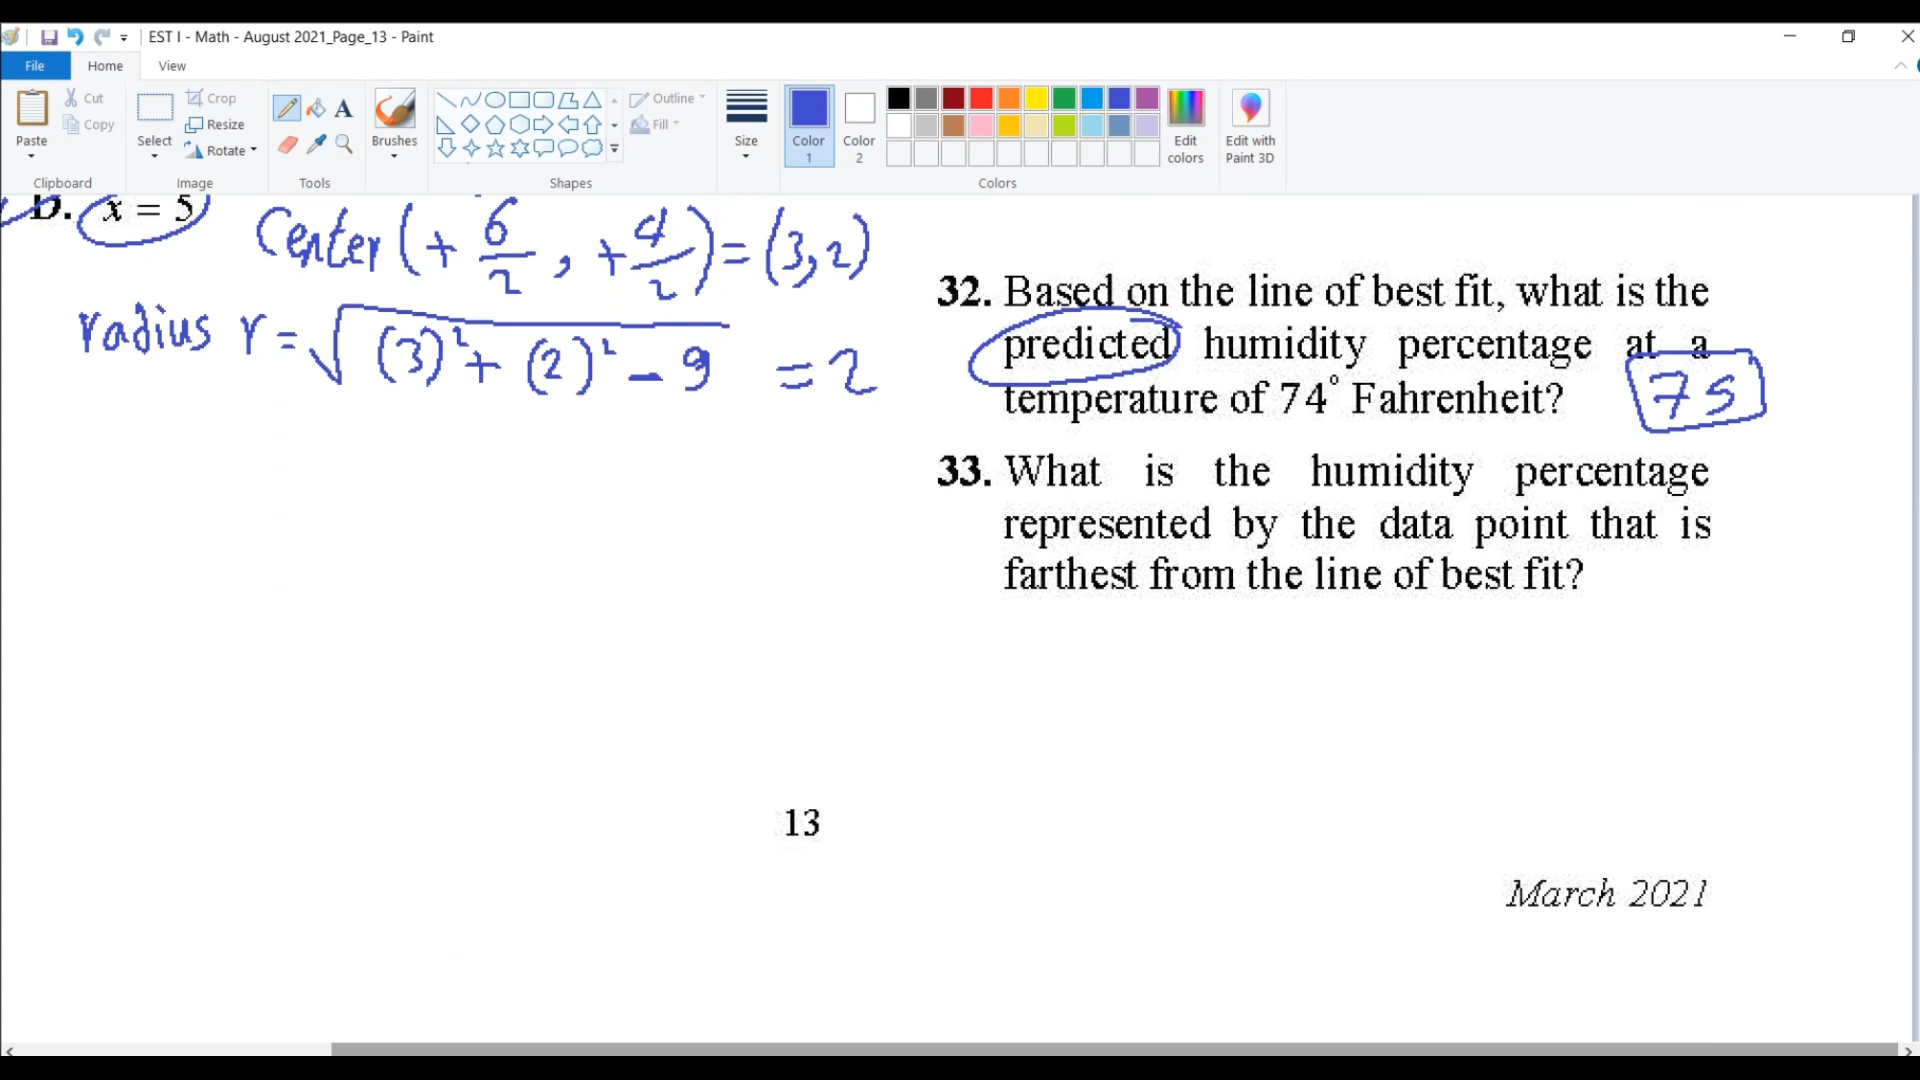 EST I - Math - August 2021_Page_13 - Paint
File Home View
Paste
Cut
Copy
Clipboard
Select
Crop
Resize
Rotate
Image
A
Tools
Brushes
Shapes
Outline
Fill
Size
Color 1
Color 2
Edit colors
Colors
Edit with Paint 3D
D. x = 5
Center (+ 6/2 , + 4/2) = (3,2)
radius r = √(3)² + (2)² - 9 = 2
32. Based on the line of best fit, what is the
predicted humidity percentage at a
temperature of 74° Fahrenheit? 75
33. What is the humidity percentage
represented by the data point that is
farthest from the line of best fit?
13
March 2021